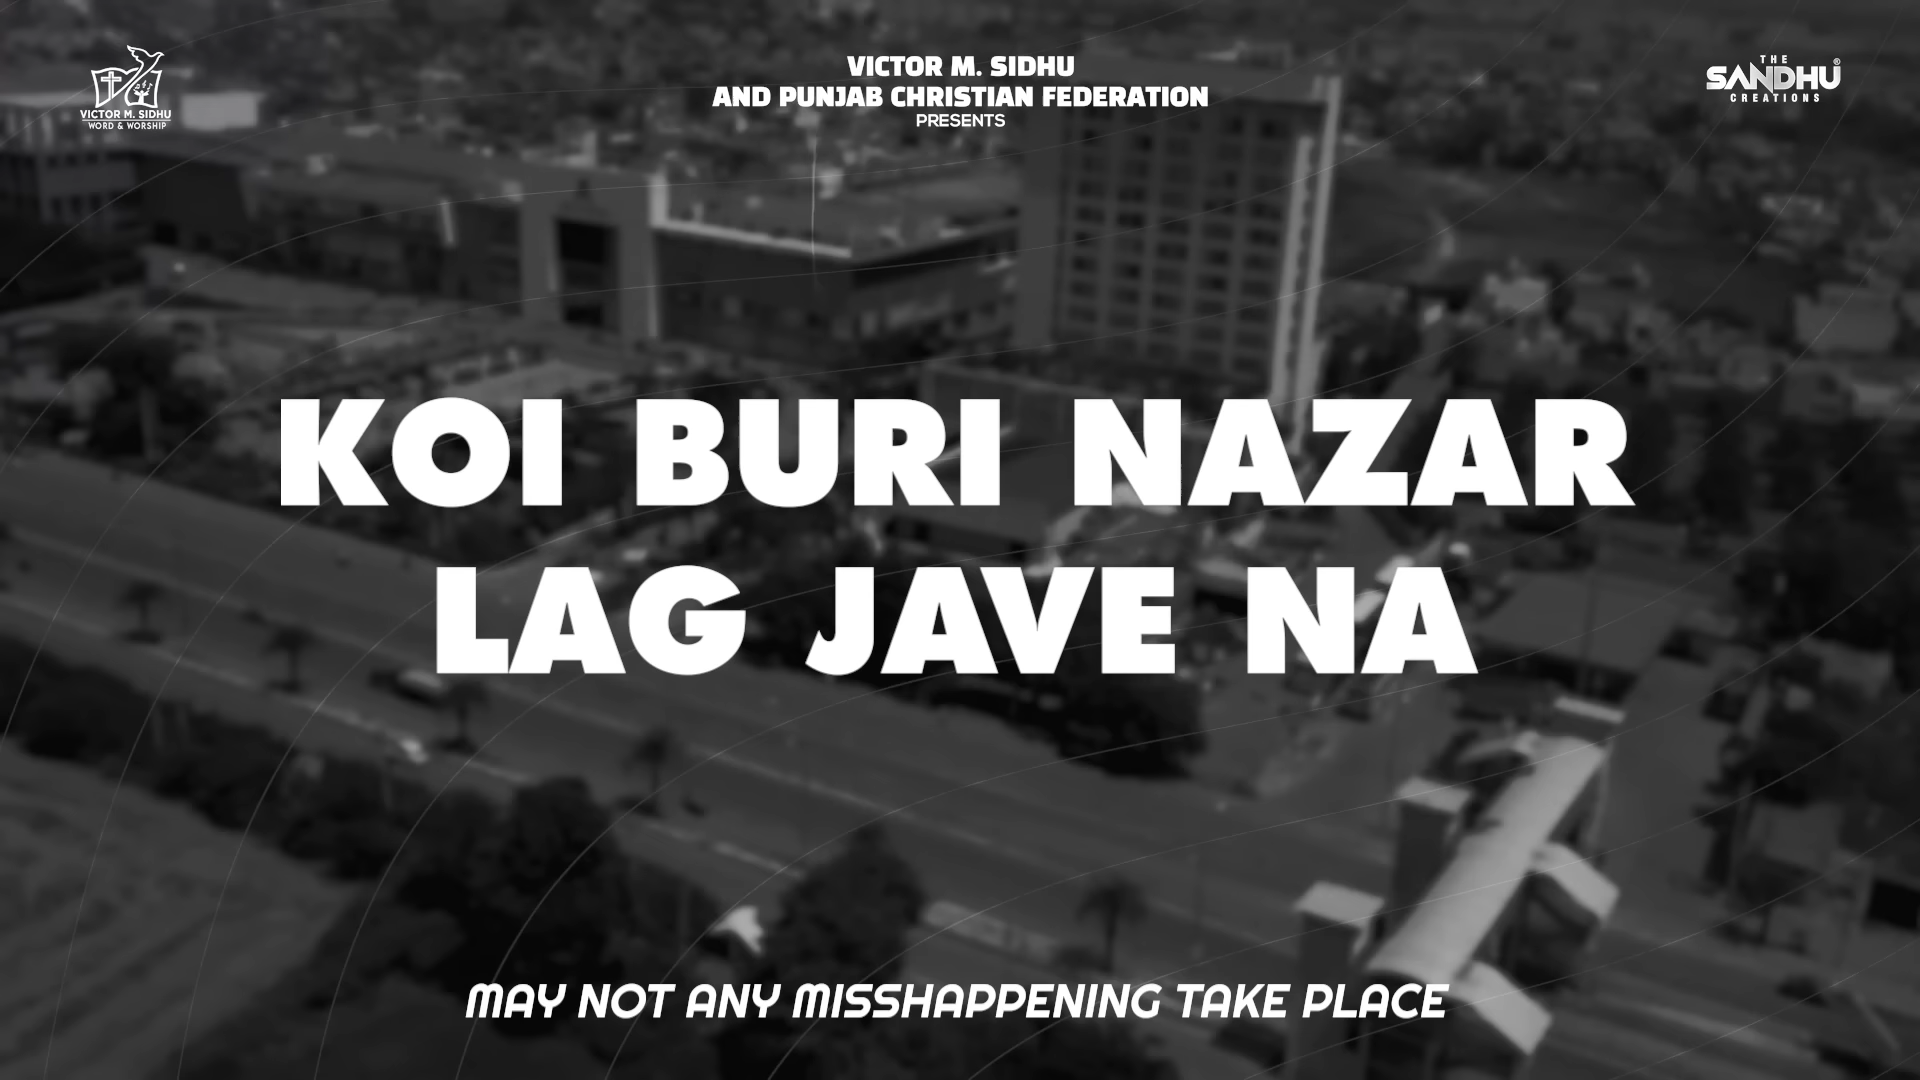 VICTOR M. SIDHU
WORD & WORSHIP
VICTOR M. SIDHU
AND PUNJAB CHRISTIAN FEDERATION
PRESENTS
THE
SANDHU®
CREATIONS
KOI BURI NAZAR
LAG JAVE NA
MAY NOT ANY MISSHAPPENING TAKE PLACE